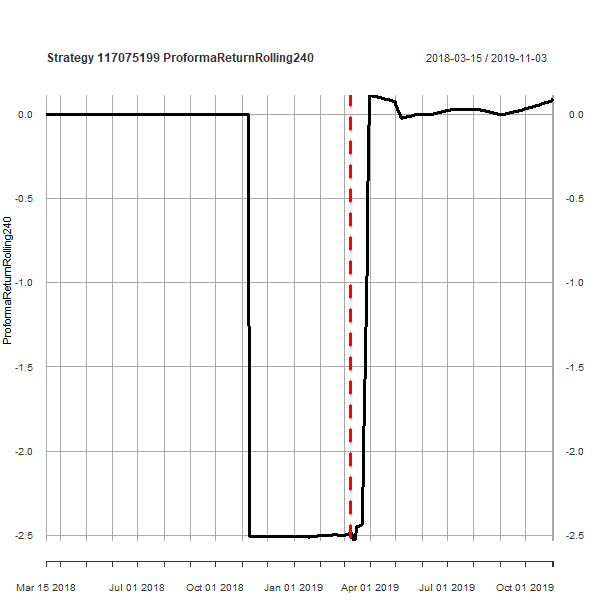 Strategy 117075199 ProformaReturnRolling240
2018-03-15 / 2019-11-03
ProformaReturnRolling240
0.0
-0.5
-1.0
-1.5
-2.0
-2.5
0.0
-0.5
-1.0
-1.5
-2.0
-2.5
Mar 15 2018
Jul 01 2018
Oct 01 2018
Jan 01 2019
Apr 01 2019
Jul 01 2019
Oct 01 2019